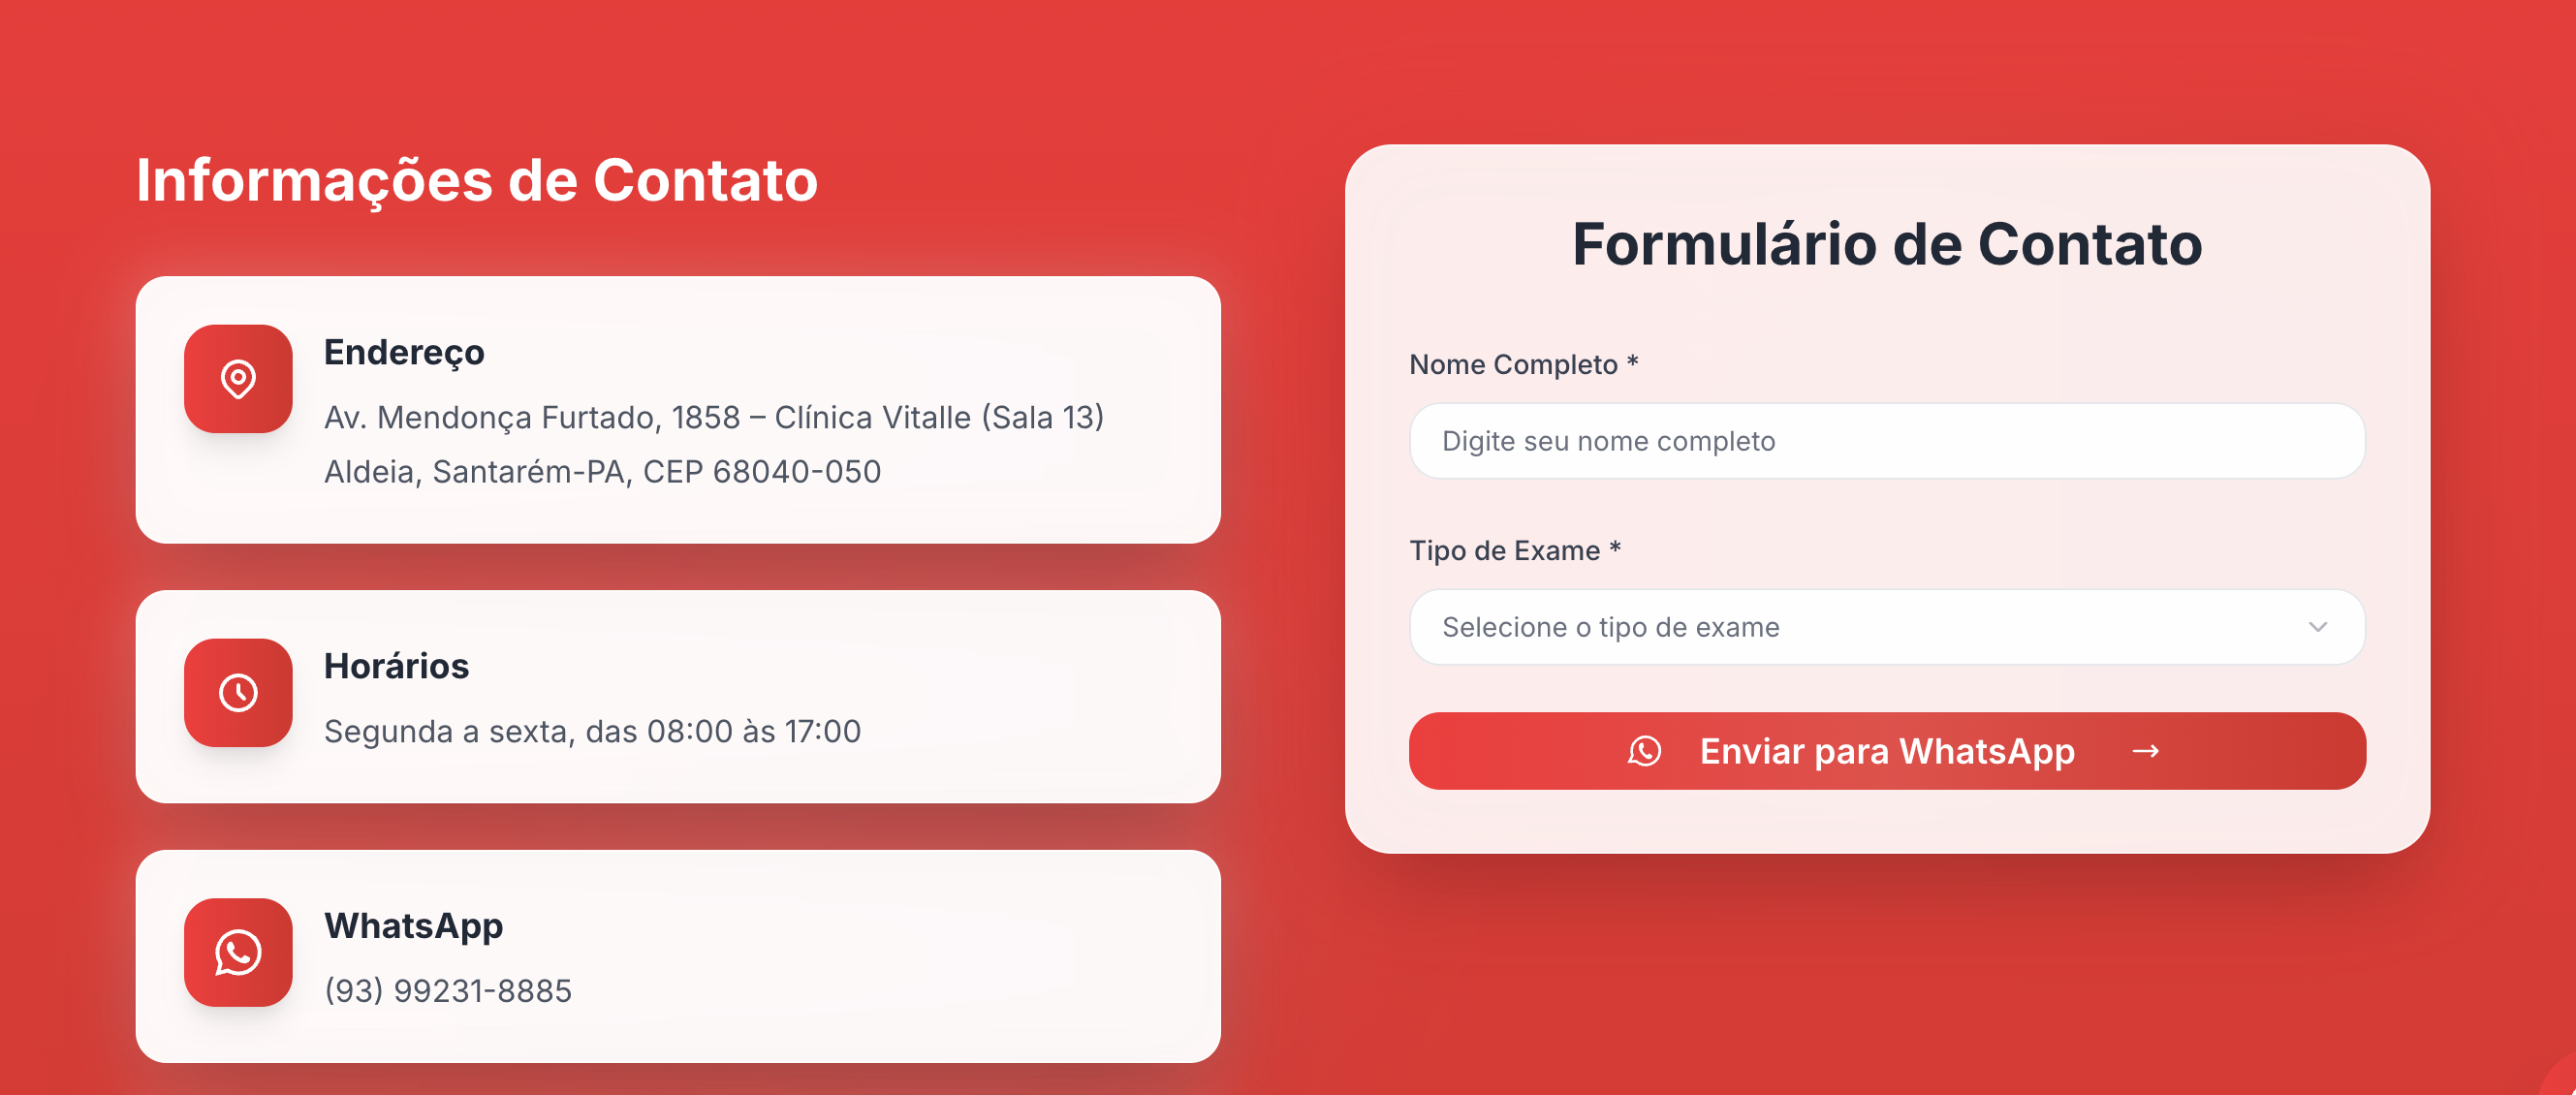 Informações de Contato
Endereço
Av. Mendonça Furtado, 1858 – Clínica Vitalle (Sala 13)
Aldeia, Santarém-PA, CEP 68040-050
Horários
Segunda a sexta, das 08:00 às 17:00
WhatsApp
(93) 99231-8885
Formulário de Contato
Nome Completo *
Digite seu nome completo
Tipo de Exame *
Selecione o tipo de exame
Enviar para WhatsApp →